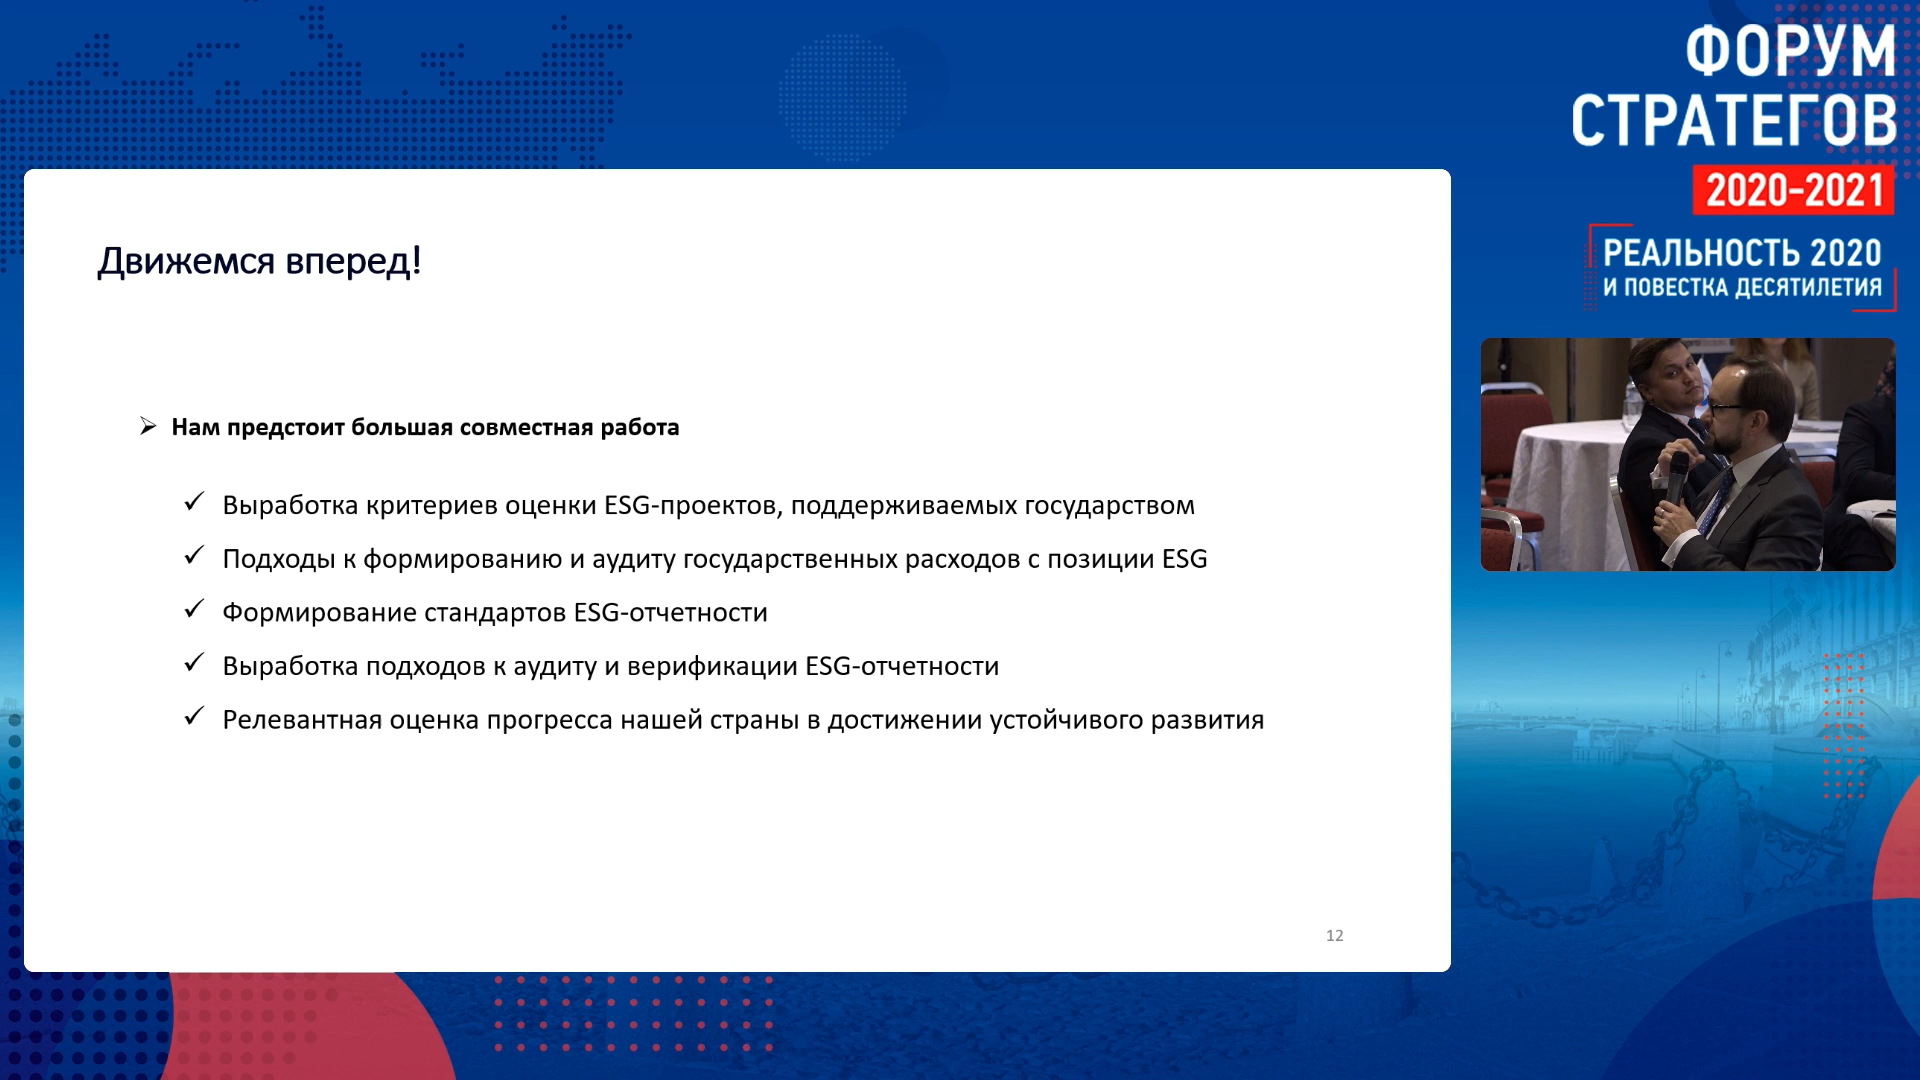 ФОРУМ
СТРАТЕГОВ
2020-2021
РЕАЛЬНОСТЬ 2020
И ПОВЕСТКА ДЕСЯТИЛЕТИЯ
Движемся вперед!
Нам предстоит большая совместная работа
Выработка критериев оценки ESG-проектов, поддерживаемых государством
Подходы к формированию и аудиту государственных расходов с позиции ESG
Формирование стандартов ESG-отчетности
Выработка подходов к аудиту и верификации ESG-отчетности
Релевантная оценка прогресса нашей страны в достижении устойчивого развития
12